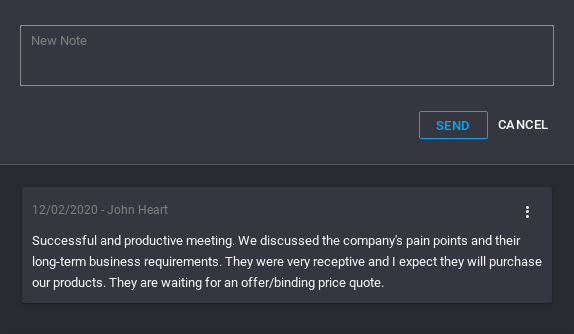 New Note
SEND CANCEL
12/02/2020 - John Heart
Successful and productive meeting. We discussed the company's pain points and their
long-term business requirements. They were very receptive and I expect they will purchase
our products. They are waiting for an offer/binding price quote.